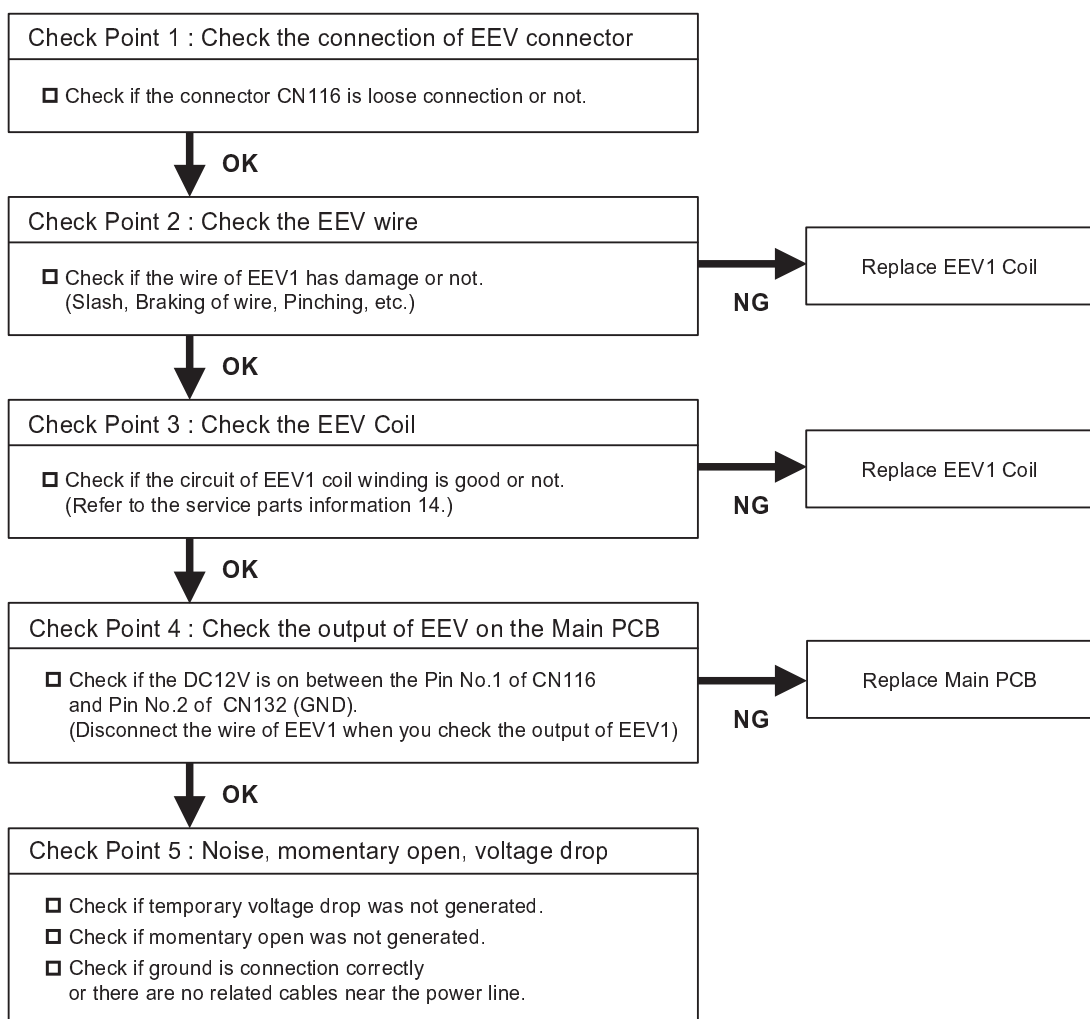 Check Point 1 : Check the connection of EEV connector
Check if the connector CN116 is loose connection or not.
OK
Check Point 2 : Check the EEV wire
Check if the wire of EEV1 has damage or not.
(Slash, Braking of wire, Pinching, etc.)
NG
Replace EEV1 Coil
OK
Check Point 3 : Check the EEV Coil
Check if the circuit of EEV1 coil winding is good or not.
(Refer to the service parts information 14.)
NG
Replace EEV1 Coil
OK
Check Point 4 : Check the output of EEV on the Main PCB
Check if the DC12V is on between the Pin No.1 of CN116
and Pin No.2 of CN132 (GND).
(Disconnect the wire of EEV1 when you check the output of EEV1)
NG
Replace Main PCB
OK
Check Point 5 : Noise, momentary open, voltage drop
Check if temporary voltage drop was not generated.
Check if momentary open was not generated.
Check if ground is connection correctly
or there are no related cables near the power line.